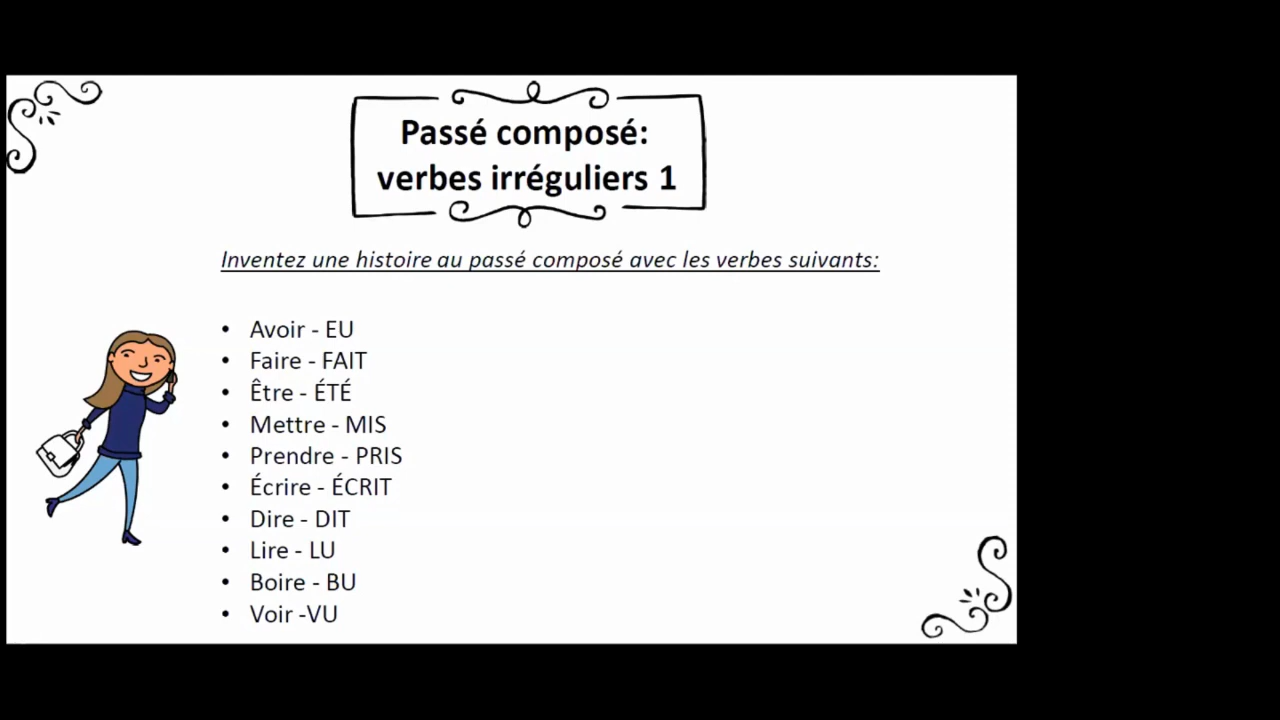 Passé composé:
verbes irréguliers 1
Inventez une histoire au passé composé avec les verbes suivants:
• Avoir - EU
• Faire - FAIT
• Être - ÉTÉ
• Mettre - MIS
• Prendre - PRIS
• Écrire - ÉCRIT
• Dire - DIT
• Lire - LU
• Boire - BU
• Voir -VU